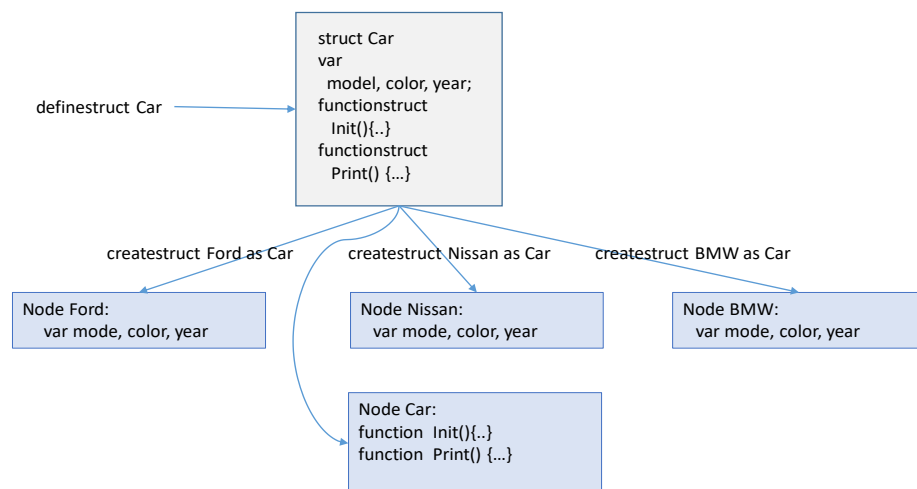 struct Car
var
model, color, year;
functionstruct
Init(){..}
functionstruct
Print() {...}
definestruct Car
createstruct Ford as Car
createstruct Nissan as Car
createstruct BMW as Car
Node Ford:
var mode, color, year
Node Nissan:
var mode, color, year
Node BMW:
var mode, color, year
Node Car:
function Init(){..}
function Print() {...}